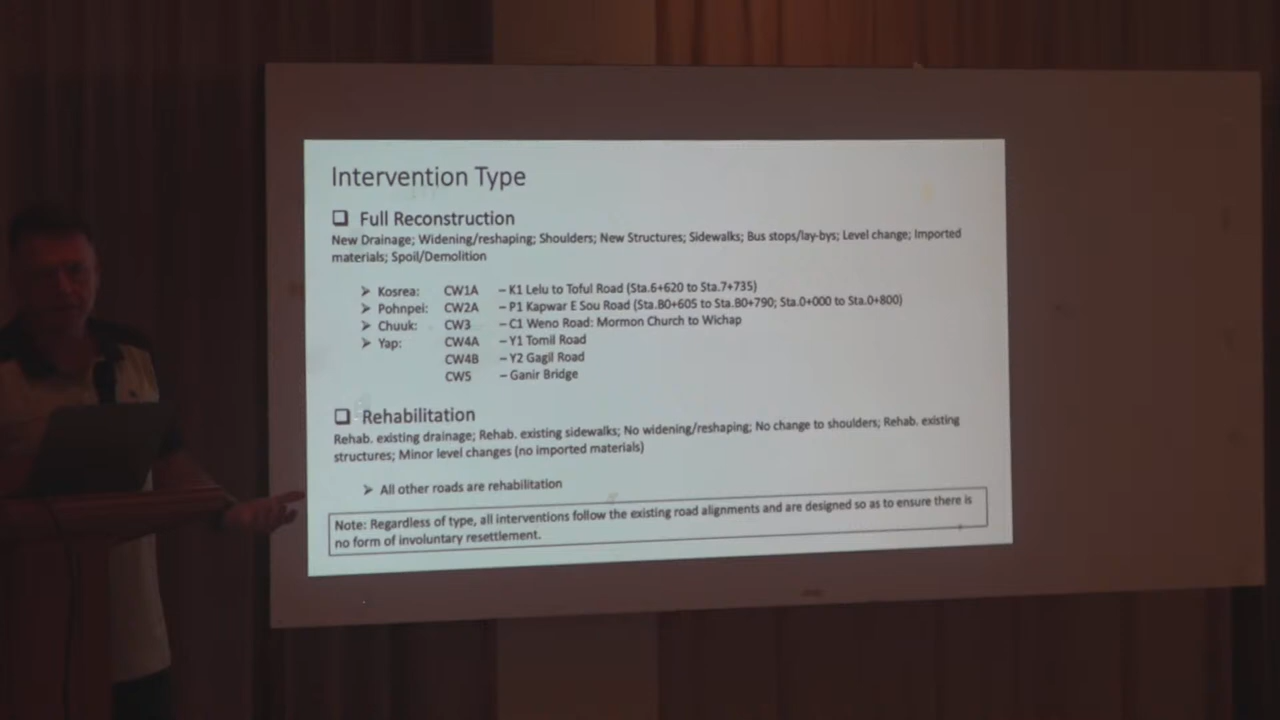 Intervention Type
❑ Full Reconstruction
New Drainage; Widening/reshaping; Shoulders; New Structures; Sidewalks; Bus stops/lay-bys; Level change; Imported
materials; Spoil/Demolition
➢ Kosrea: CW1A – K1 Lelu to Toful Road (Sta.6+620 to Sta.7+735)
➢ Pohnpei: CW2A – P1 Kapwar E Sou Road (Sta.B0+605 to Sta.B0+790; Sta.0+000 to Sta.0+800)
➢ Chuuk: CW3 – C1 Weno Road: Mormon Church to Wichap
➢ Yap: CW4A – Y1 Tomil Road
CW4B – Y2 Gagil Road
CW5 – Ganir Bridge
❑ Rehabilitation
Rehab. existing drainage; Rehab. existing sidewalks; No widening/reshaping; No change to shoulders; Rehab. existing
structures; Minor level changes (no imported materials)
➢ All other roads are rehabilitation
Note: Regardless of type, all interventions follow the existing road alignments and are designed so as to ensure there is
no form of involuntary resettlement.